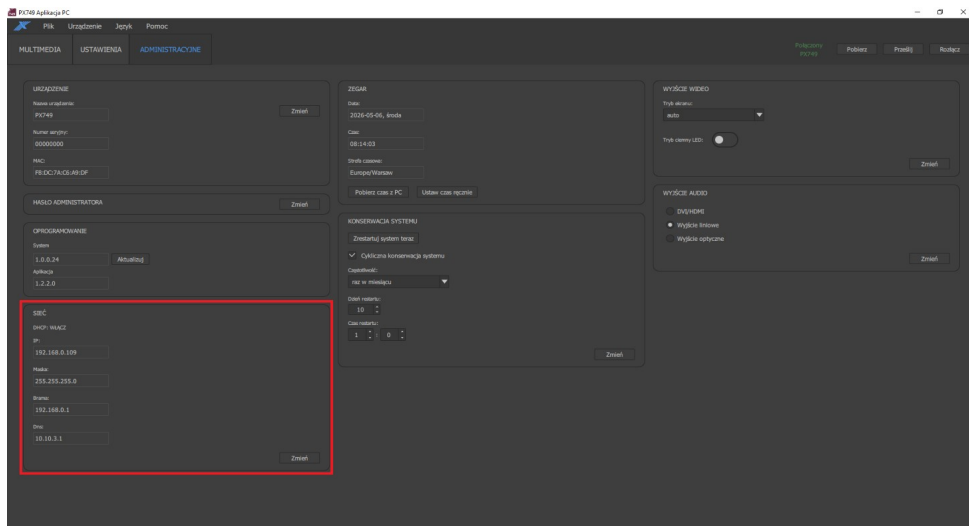 PX749 Aplikacja PC
Plik Urządzenie Język Pomoc
MULTIMEDIA USTAWIENIA ADMINISTRACYJNE
Połączony
PX749
Pobierz Prześlij Rozłącz
URZĄDZENIE
Nazwa urządzenia:
PX749
Zmień
Numer seryjny:
00000000
MAC:
F8:DC:7A:C6:A9:DF
HASŁO ADMINISTRATORA
Zmień
OPROGRAMOWANIE
System
1.0.0.24
Aktualizuj
Aplikacja
1.2.2.0
SIEĆ
DHCP: WŁĄCZ
IP:
192.168.0.109
Maska:
255.255.255.0
Brama:
192.168.0.1
Dns:
10.10.3.1
Zmień
ZEGAR
Data:
2026-05-06, środa
Czas:
08:14:03
Strefa czasowa:
Europe/Warsaw
Pobierz czas z PC Ustaw czas ręcznie
KONSERWACJA SYSTEMU
Zrestartuj system teraz
Cykliczna konserwacja systemu
Częstotliwość:
raz w miesiącu
Dzień restartu:
10
Czas restartu:
1 : 0
Zmień
WYJŚCIE WIDEO
Tryb ekranu:
auto
Tryb ciemny LED:
Zmień
WYJŚCIE AUDIO
DVI/HDMI
Wyjście liniowe
Wyjście optyczne
Zmień